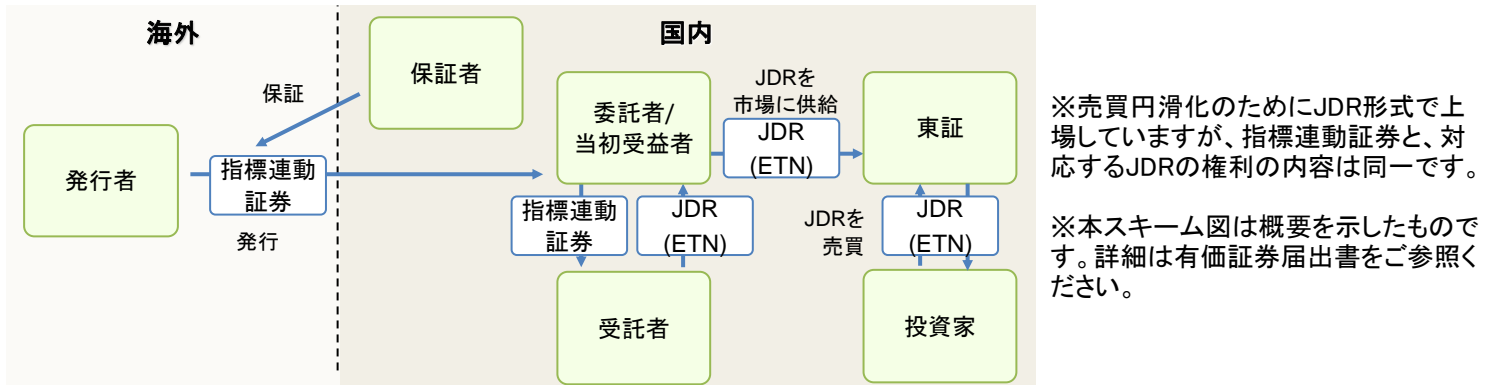 海外
国内
保証者
保証
発行者
指標連動
証券
発行
委託者/
当初受益者
JDRを
市場に供給
JDR
(ETN)
東証
指標連動
証券
JDR
(ETN)
JDRを
売買
JDR
(ETN)
受託者
投資家
※売買円滑化のためにJDR形式で上
場していますが、指標連動証券と、対
応するJDRの権利の内容は同一です。
※本スキーム図は概要を示したもので
す。詳細は有価証券届出書をご参照く
ださい。